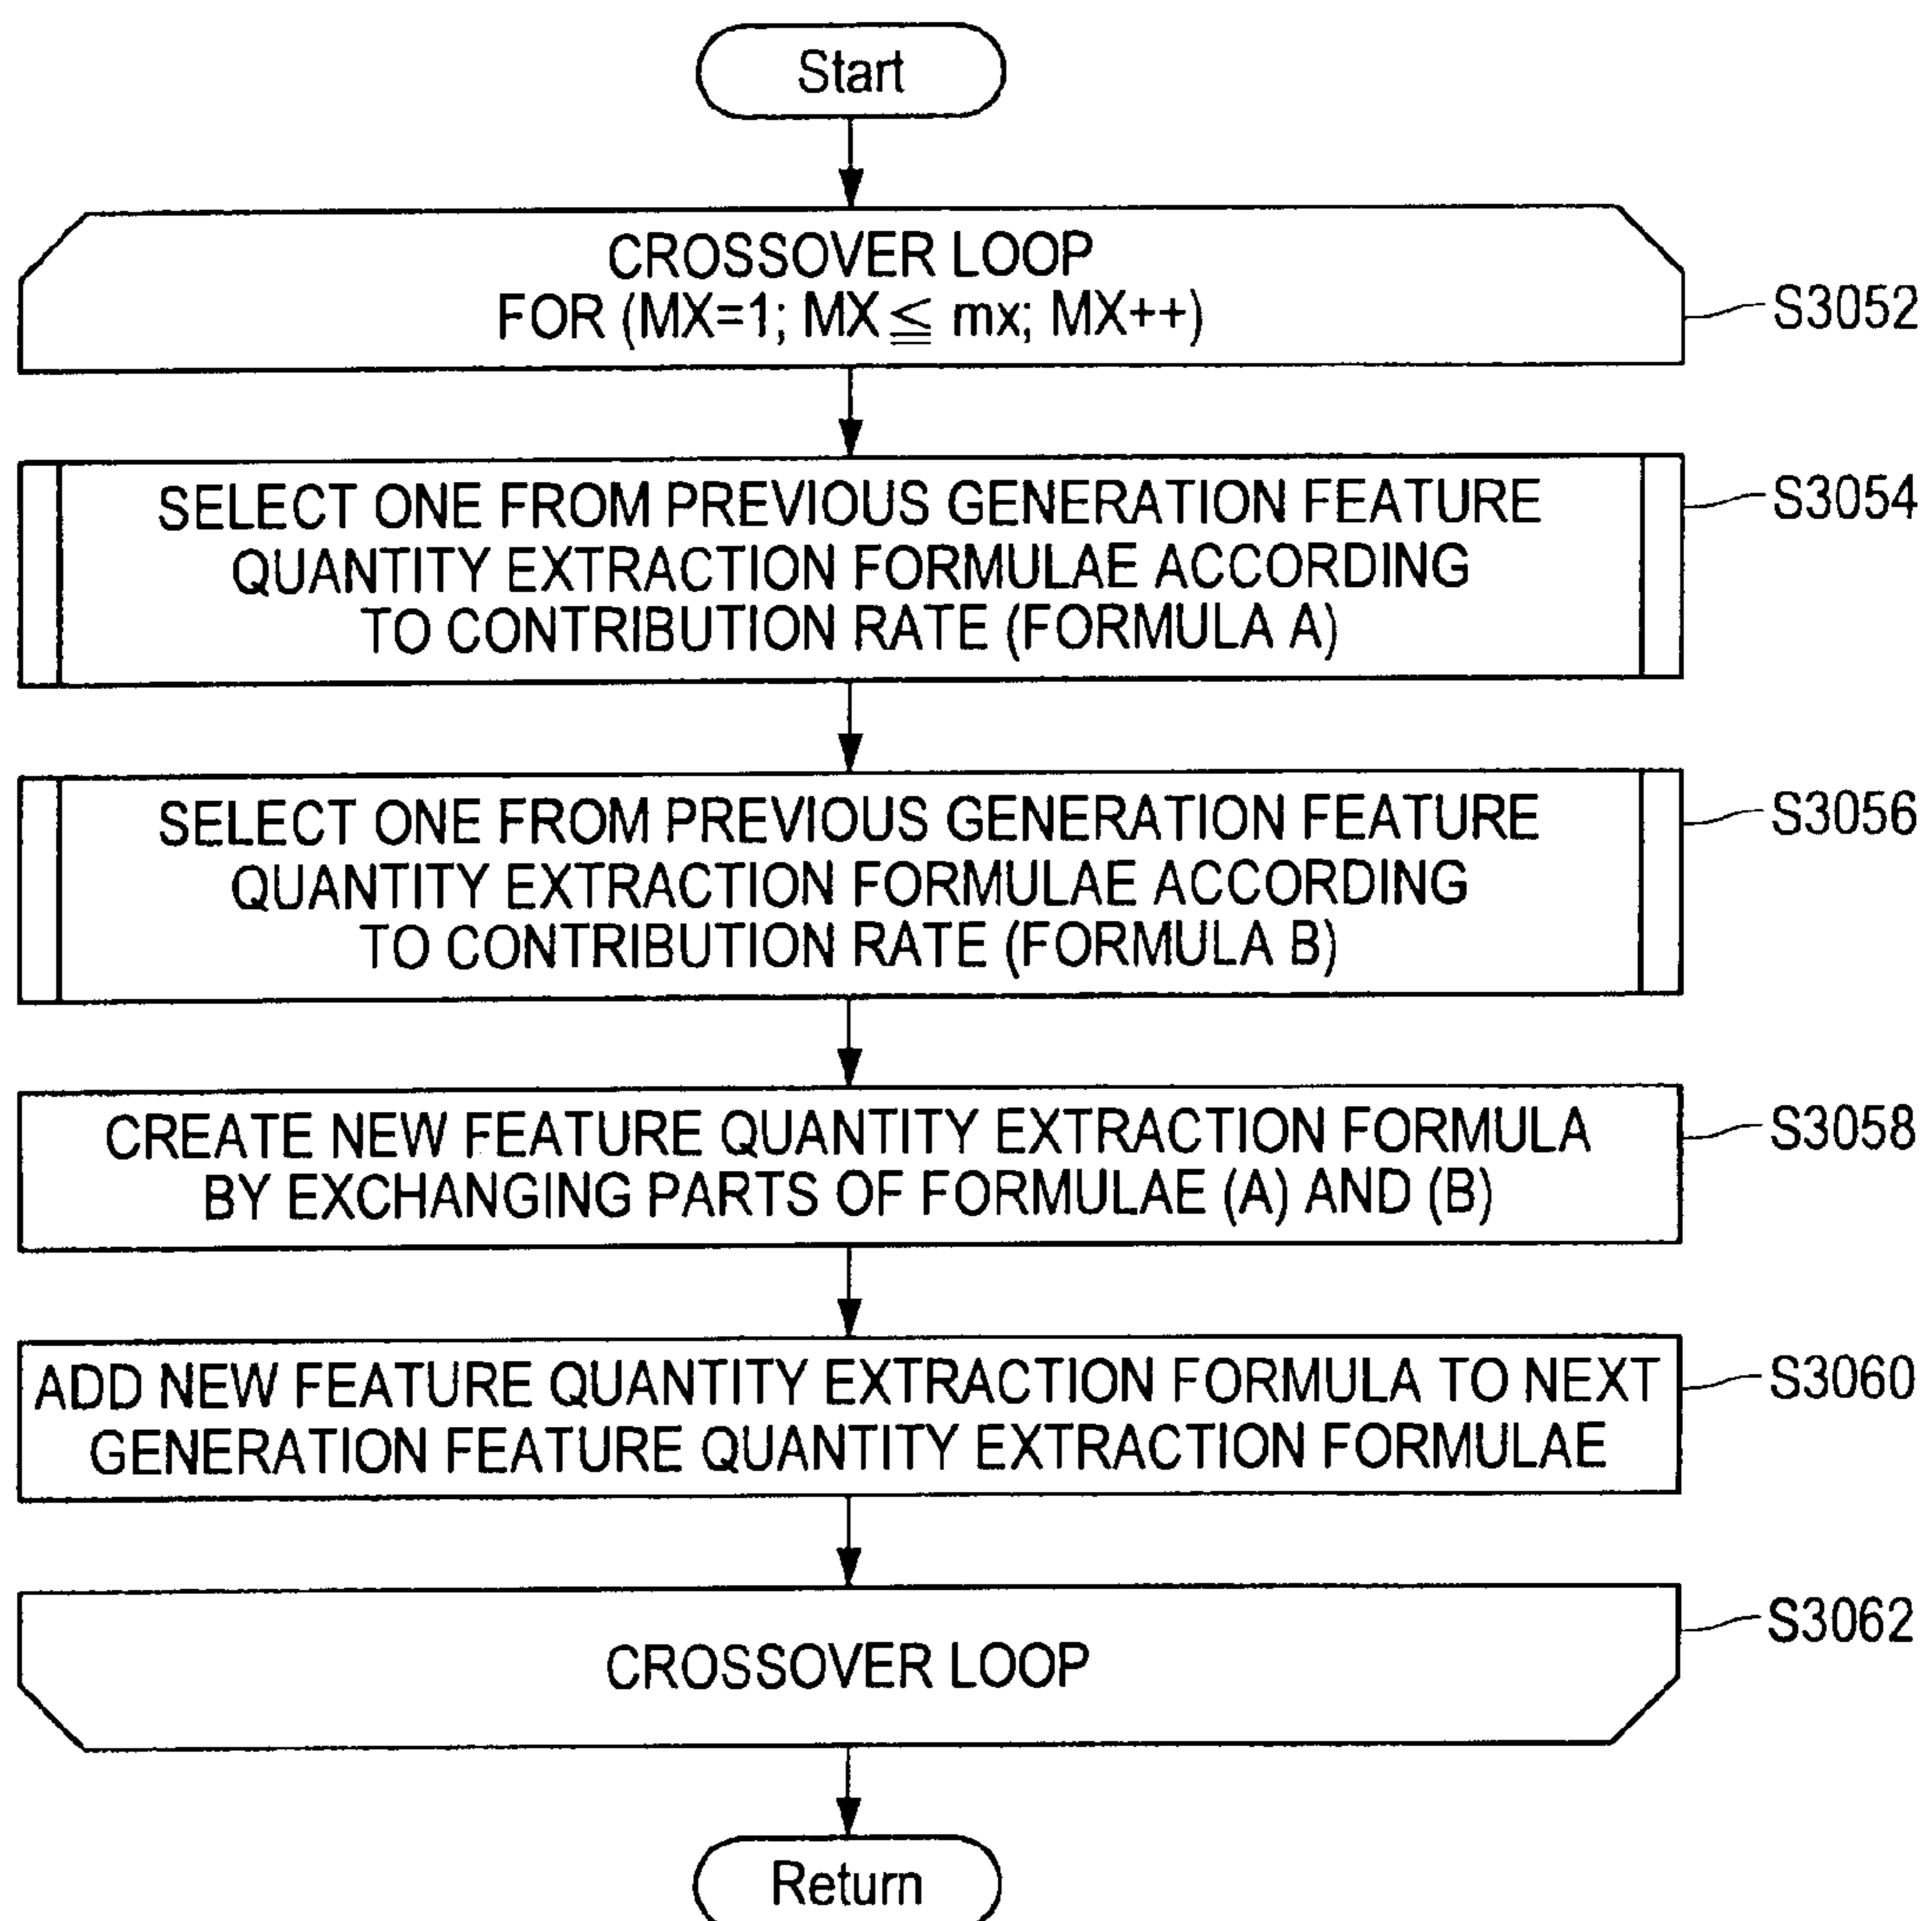 Start
CROSSOVER LOOP
FOR (MX=1; MX ≦ mx; MX++)
S3052
SELECT ONE FROM PREVIOUS GENERATION FEATURE
QUANTITY EXTRACTION FORMULAE ACCORDING
TO CONTRIBUTION RATE (FORMULA A)
S3054
SELECT ONE FROM PREVIOUS GENERATION FEATURE
QUANTITY EXTRACTION FORMULAE ACCORDING
TO CONTRIBUTION RATE (FORMULA B)
S3056
CREATE NEW FEATURE QUANTITY EXTRACTION FORMULA
BY EXCHANGING PARTS OF FORMULAE (A) AND (B)
S3058
ADD NEW FEATURE QUANTITY EXTRACTION FORMULA TO NEXT
GENERATION FEATURE QUANTITY EXTRACTION FORMULAE
S3060
CROSSOVER LOOP
S3062
Return